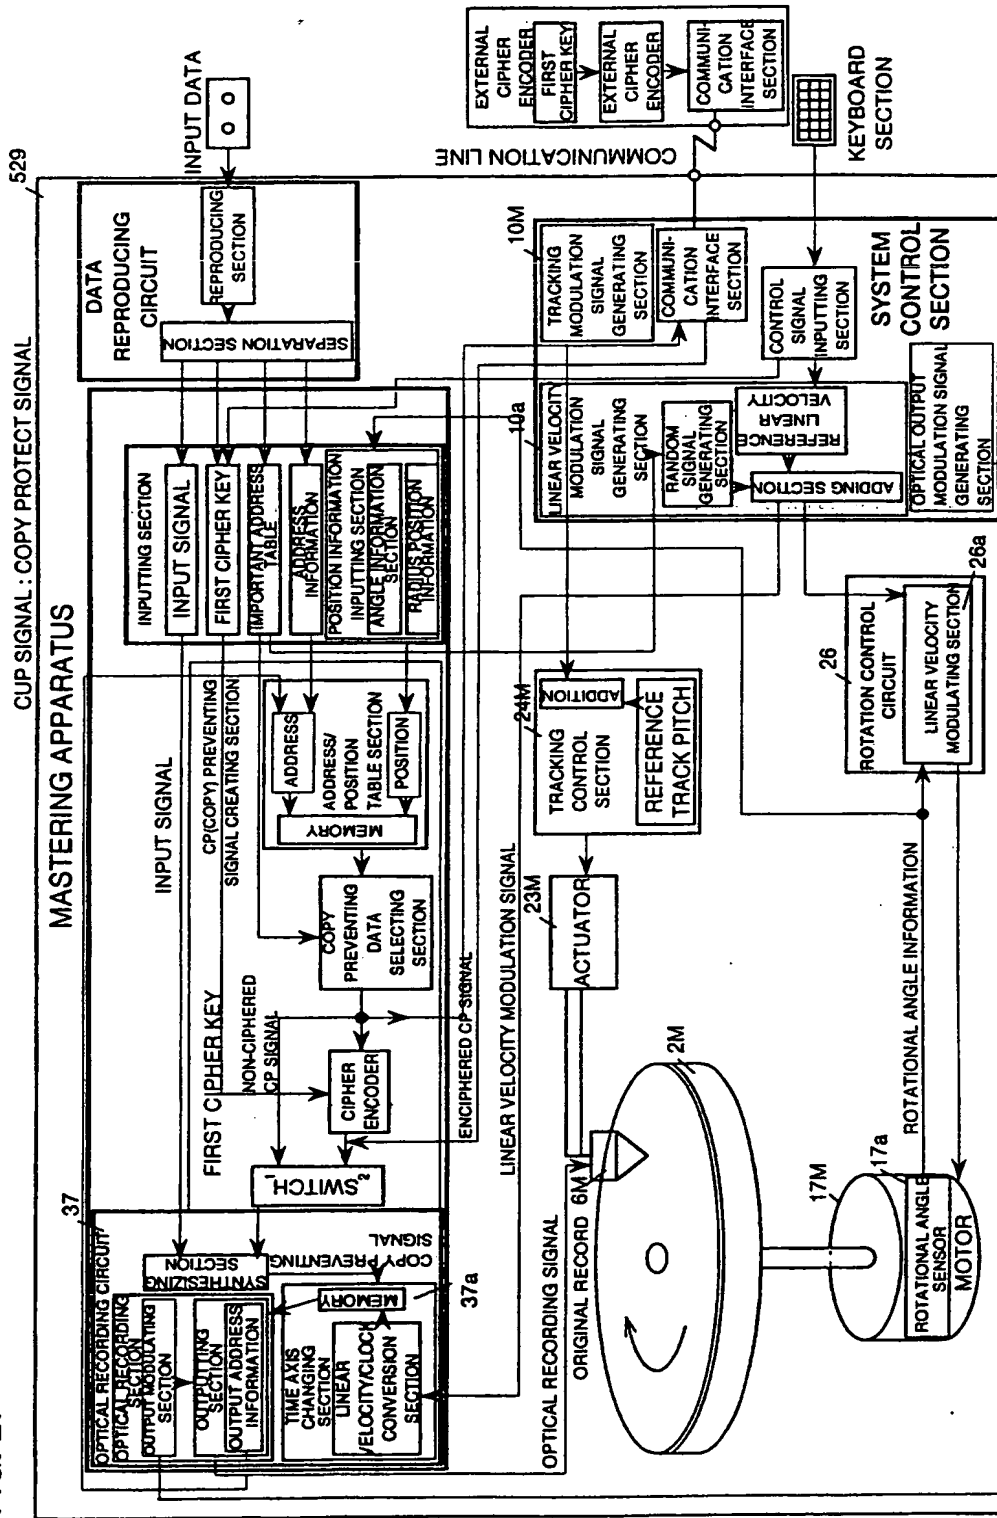 CUP SIGNAL : COPY PROTECT SIGNAL
529
MASTERING APPARATUS
INPUT DATA
DATA
REPRODUCING
CIRCUIT
REPRODUCING
SECTION
SEPARATION SECTION
EXTERNAL
CIPHER
ENCODER
FIRST
CIPHER KEY
EXTERNAL
CIPHER
ENCODER
COMMUNI-
CATION
INTERFACE
SECTION
COMMUNICATION LINE
KEYBOARD
SECTION
INPUTTING SECTION
INPUT SIGNAL
FIRST CIPHER KEY
IMPORTANT ADDRESS
TABLE
ADDRESS
INFORMATION
POSITION INFORMATION
INPUTTING SECTION
ANGLE INFORMATION
SECTION
RADIUS POSITION
INFORMATION
10M
TRACKING
MODULATION
SIGNAL
GENERATING
SECTION
COMMUNI-
CATION
INTERFACE
SECTION
CONTROL
SIGNAL
INPUTTING
SECTION
SYSTEM
CONTROL
SECTION
10a
LINEAR VELOCITY
MODULATION
SIGNAL
GENERATING
SECTION
RANDOM
SIGNAL
GENERATING
SECTION
REFERENCE
LINEAR
VELOCITY
ADDING SECTION
OPTICAL OUTPUT
MODULATION SIGNAL
GENERATING
SECTION
INPUT SIGNAL
CP(COPY) PREVENTING
SIGNAL CREATING SECTION
ADDRESS
ADDRESS/
POSITION
TABLE SECTION
POSITION
MEMORY
COPY
PREVENTING
DATA
SELECTING
SECTION
FIRST CIPHER KEY
NON-CIPHERED
CP SIGNAL
CIPHER
ENCODER
ENCIPHERED CP SIGNAL
1
SWITCH
2
37
OPTICAL RECORDING CIRCUIT
OPTICAL RECORDING
SECTION
OUTPUT MODULATING
SECTION
OUTPUTTING
SECTION
OUTPUT ADDRESS
INFORMATION
SYNTHESIZING
SECTION
COPY PREVENTING
SIGNAL
TIME AXIS
CHANGING
SECTION
LINEAR
VELOCITY/CLOCK
CONVERSION
SECTION
MEMORY
37a
LINEAR VELOCITY MODULATION SIGNAL
24M
TRACKING
CONTROL
SECTION
ADDITION
REFERENCE
TRACK PITCH
23M
ACTUATOR
26
ROTATION CONTROL
CIRCUIT
26a
LINEAR VELOCITY
MODULATING SECTION
OPTICAL RECORDING SIGNAL
ORIGINAL RECORD
6M
2M
ROTATIONAL ANGLE INFORMATION
17M
17a
ROTATIONAL ANGLE
SENSOR
MOTOR